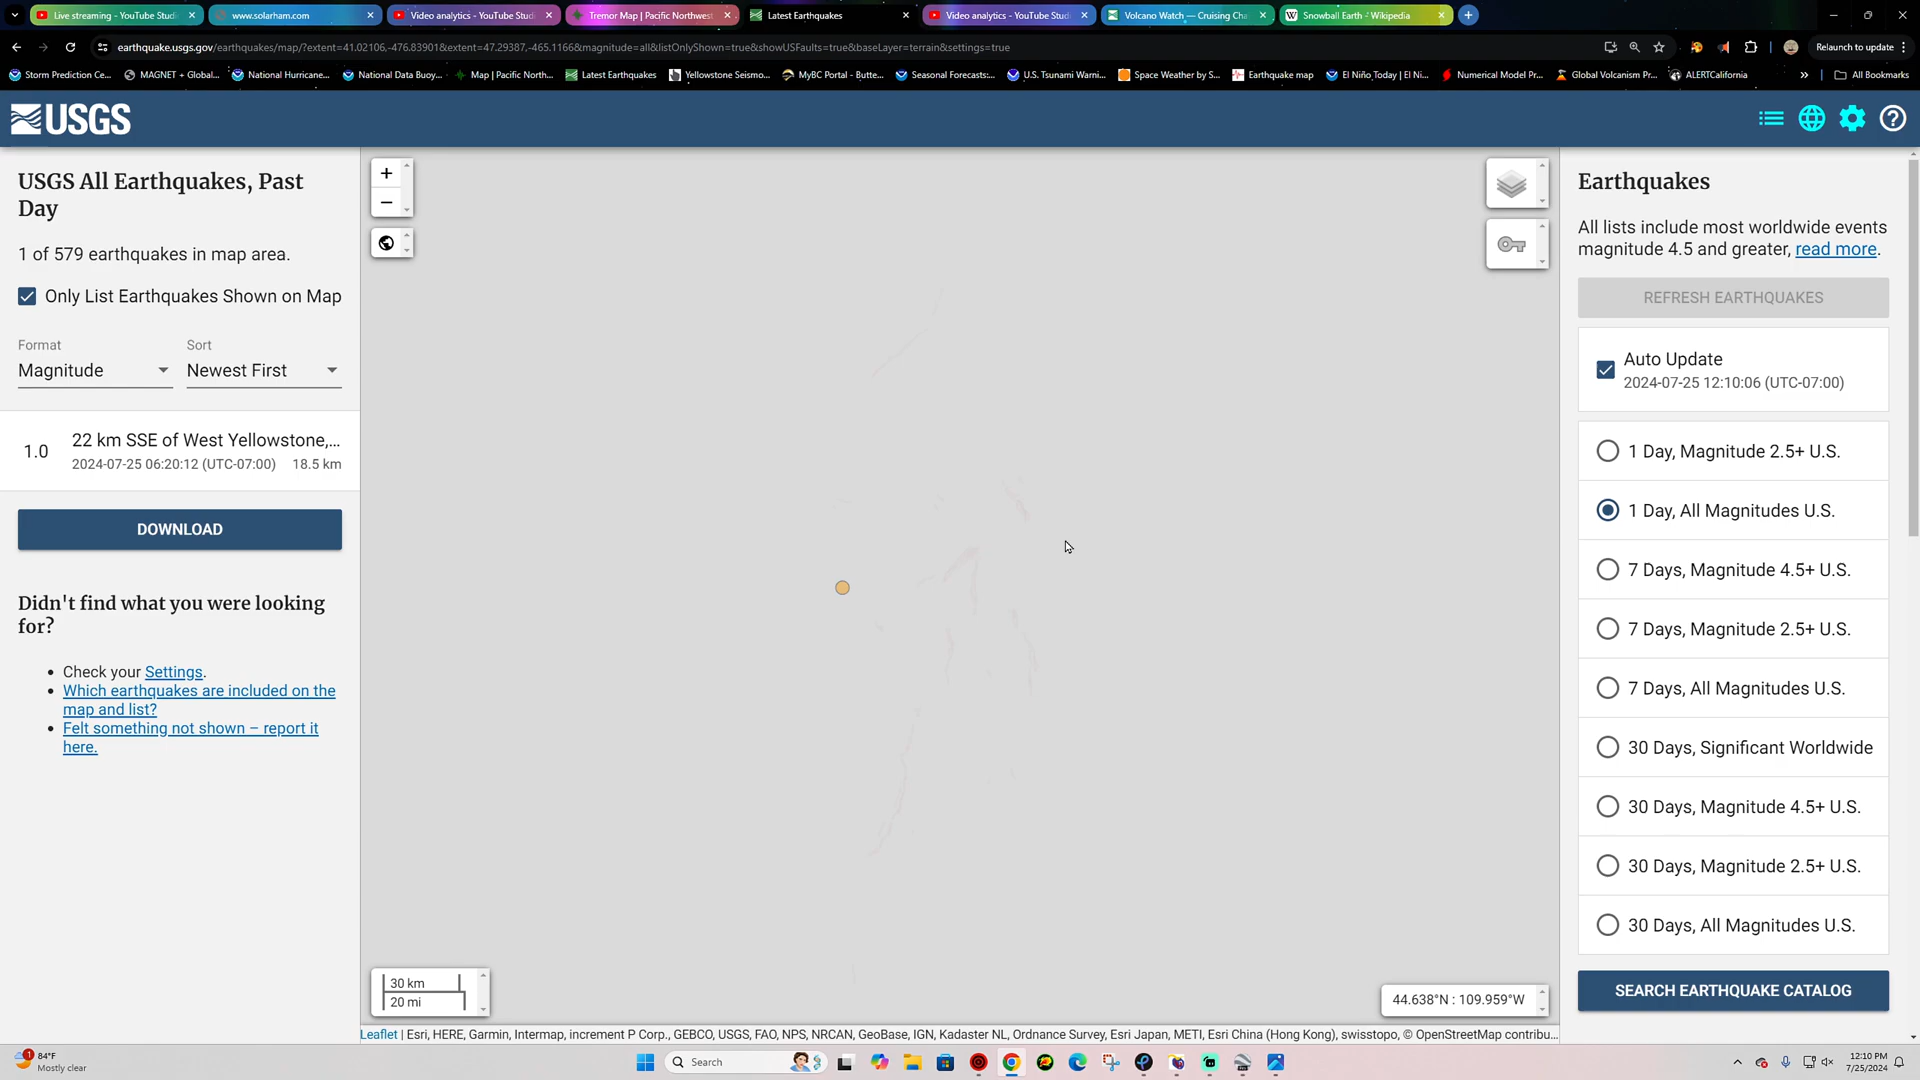 Live streaming - YouTube Studi
www.solarham.com
Video analytics - YouTube Studi
Tremor Map | Pacific Northwest
Latest Earthquakes
Video analytics - YouTube Studi
Volcano Watch — Cruising Cha
Snowball Earth - Wikipedia
earthquake.usgs.gov/earthquakes/map/?extent=41.02106,-476.83901&extent=47.29387,-465.1166&magnitude=all&listOnlyShown=true&showUSFaults=true&baseLayer=terrain&settings=true
Relaunch to update
Storm Prediction Ce...
MAGNET + Global...
National Hurricane...
National Data Buoy...
Map | Pacific North...
Latest Earthquakes
Yellowstone Seismo...
MyBC Portal - Butte...
Seasonal Forecasts:...
U.S. Tsunami Warni...
Space Weather by S...
Earthquake map
El Niño Today | El Ni...
Numerical Model Pr...
Global Volcanism Pr...
ALERTCalifornia
All Bookmarks
USGS
USGS All Earthquakes, Past
Day
1 of 579 earthquakes in map area.
Only List Earthquakes Shown on Map
Format
Magnitude
Sort
Newest First
1.0
22 km SSE of West Yellowstone,...
2024-07-25 06:20:12 (UTC-07:00) 18.5 km
DOWNLOAD
Didn't find what you were looking
for?
Check your Settings.
Which earthquakes are included on the
map and list?
Felt something not shown – report it
here.
+
−
30 km
20 mi
44.638°N : 109.959°W
Leaflet | Esri, HERE, Garmin, Intermap, increment P Corp., GEBCO, USGS, FAO, NPS, NRCAN, GeoBase, IGN, Kadaster NL, Ordnance Survey, Esri Japan, METI, Esri China (Hong Kong), swisstopo, © OpenStreetMap contribu...
Earthquakes
All lists include most worldwide events
magnitude 4.5 and greater, read more.
REFRESH EARTHQUAKES
Auto Update
2024-07-25 12:10:06 (UTC-07:00)
1 Day, Magnitude 2.5+ U.S.
1 Day, All Magnitudes U.S.
7 Days, Magnitude 4.5+ U.S.
7 Days, Magnitude 2.5+ U.S.
7 Days, All Magnitudes U.S.
30 Days, Significant Worldwide
30 Days, Magnitude 4.5+ U.S.
30 Days, Magnitude 2.5+ U.S.
30 Days, All Magnitudes U.S.
SEARCH EARTHQUAKE CATALOG
1
84°F
Mostly clear
Search
12:10 PM
7/25/2024